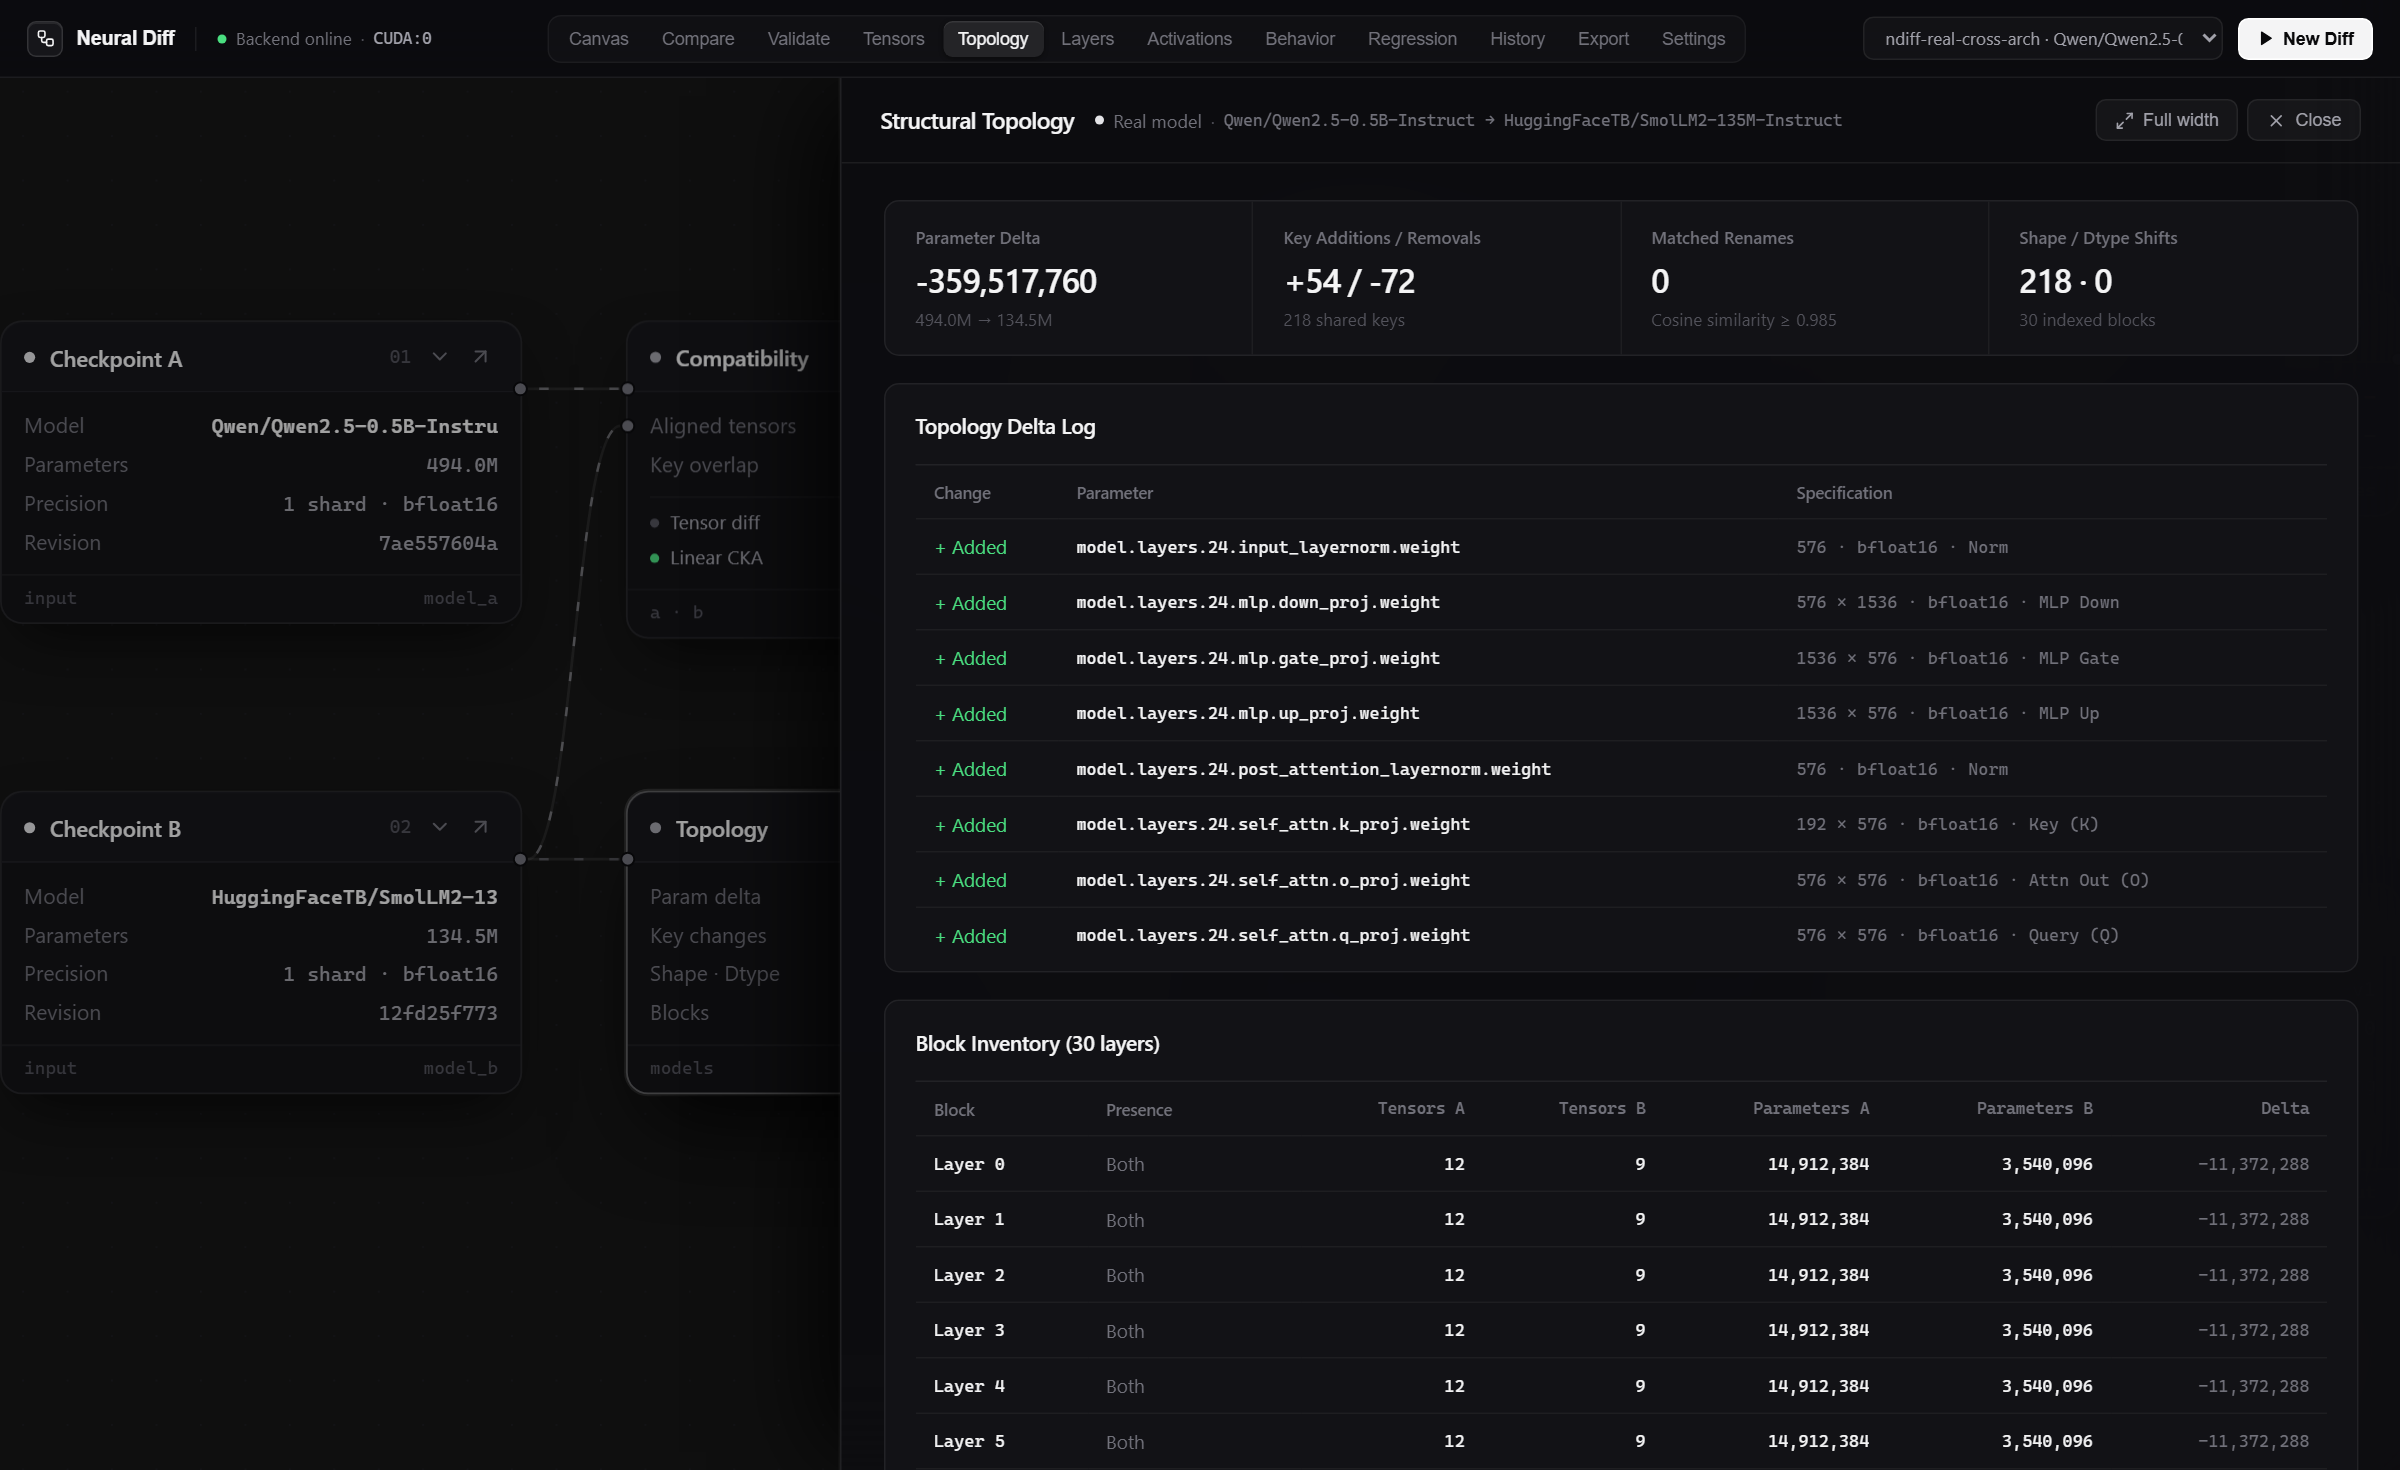 Neural Diff
Backend online · CUDA:0
Canvas Compare Validate Tensors Topology Layers Activations Behavior Regression History Export Settings
ndiff-real-cross-arch · Qwen/Qwen2.5-(
New Diff
Structural Topology
Real model · Qwen/Qwen2.5-0.5B-Instruct → HuggingFaceTB/SmolLM2-135M-Instruct
Full width
Close
Checkpoint A 01
Model Qwen/Qwen2.5-0.5B-Instru
Parameters 494.0M
Precision 1 shard · bfloat16
Revision 7ae557604a
input model_a
Compatibility
Aligned tensors
Key overlap
Tensor diff
Linear CKA
a · b
Checkpoint B 02
Model HuggingFaceTB/SmolLM2-13
Parameters 134.5M
Precision 1 shard · bfloat16
Revision 12fd25f773
input model_b
Topology
Param delta
Key changes
Shape · Dtype
Blocks
models
Parameter Delta
-359,517,760
494.0M → 134.5M
Key Additions / Removals
+54 / -72
218 shared keys
Matched Renames
0
Cosine similarity ≥ 0.985
Shape / Dtype Shifts
218 · 0
30 indexed blocks
Topology Delta Log
Change Parameter Specification
+ Added model.layers.24.input_layernorm.weight 576 · bfloat16 · Norm
+ Added model.layers.24.mlp.down_proj.weight 576 × 1536 · bfloat16 · MLP Down
+ Added model.layers.24.mlp.gate_proj.weight 1536 × 576 · bfloat16 · MLP Gate
+ Added model.layers.24.mlp.up_proj.weight 1536 × 576 · bfloat16 · MLP Up
+ Added model.layers.24.post_attention_layernorm.weight 576 · bfloat16 · Norm
+ Added model.layers.24.self_attn.k_proj.weight 192 × 576 · bfloat16 · Key (K)
+ Added model.layers.24.self_attn.o_proj.weight 576 × 576 · bfloat16 · Attn Out (O)
+ Added model.layers.24.self_attn.q_proj.weight 576 × 576 · bfloat16 · Query (Q)
Block Inventory (30 layers)
Block Presence Tensors A Tensors B Parameters A Parameters B Delta
Layer 0 Both 12 9 14,912,384 3,540,096 −11,372,288
Layer 1 Both 12 9 14,912,384 3,540,096 −11,372,288
Layer 2 Both 12 9 14,912,384 3,540,096 −11,372,288
Layer 3 Both 12 9 14,912,384 3,540,096 −11,372,288
Layer 4 Both 12 9 14,912,384 3,540,096 −11,372,288
Layer 5 Both 12 9 14,912,384 3,540,096 −11,372,288